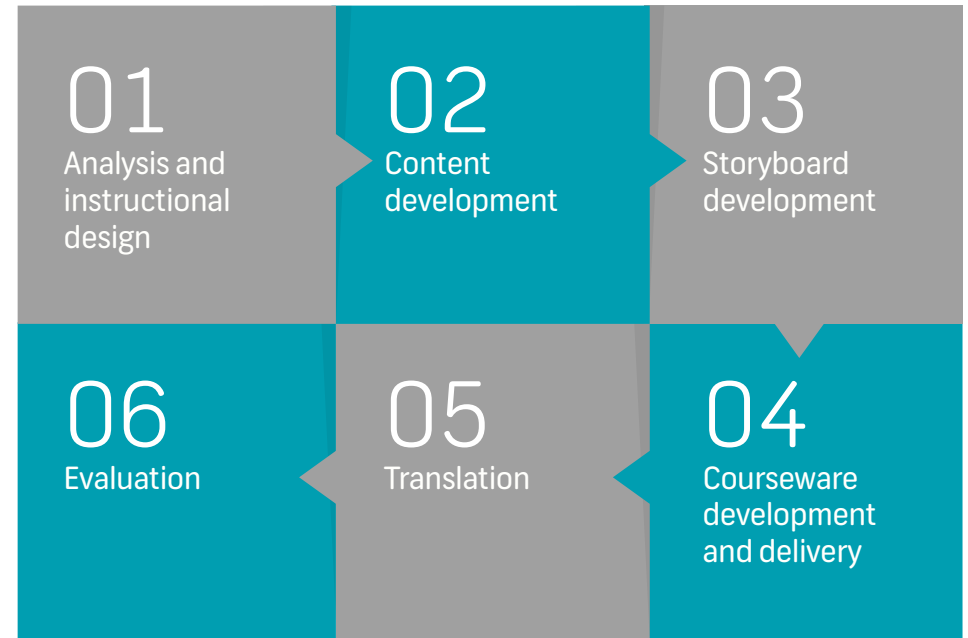 01
Analysis and
instructional
design
02
Content
development
03
Storyboard
development
04
Courseware
development
and delivery
05
Translation
06
Evaluation